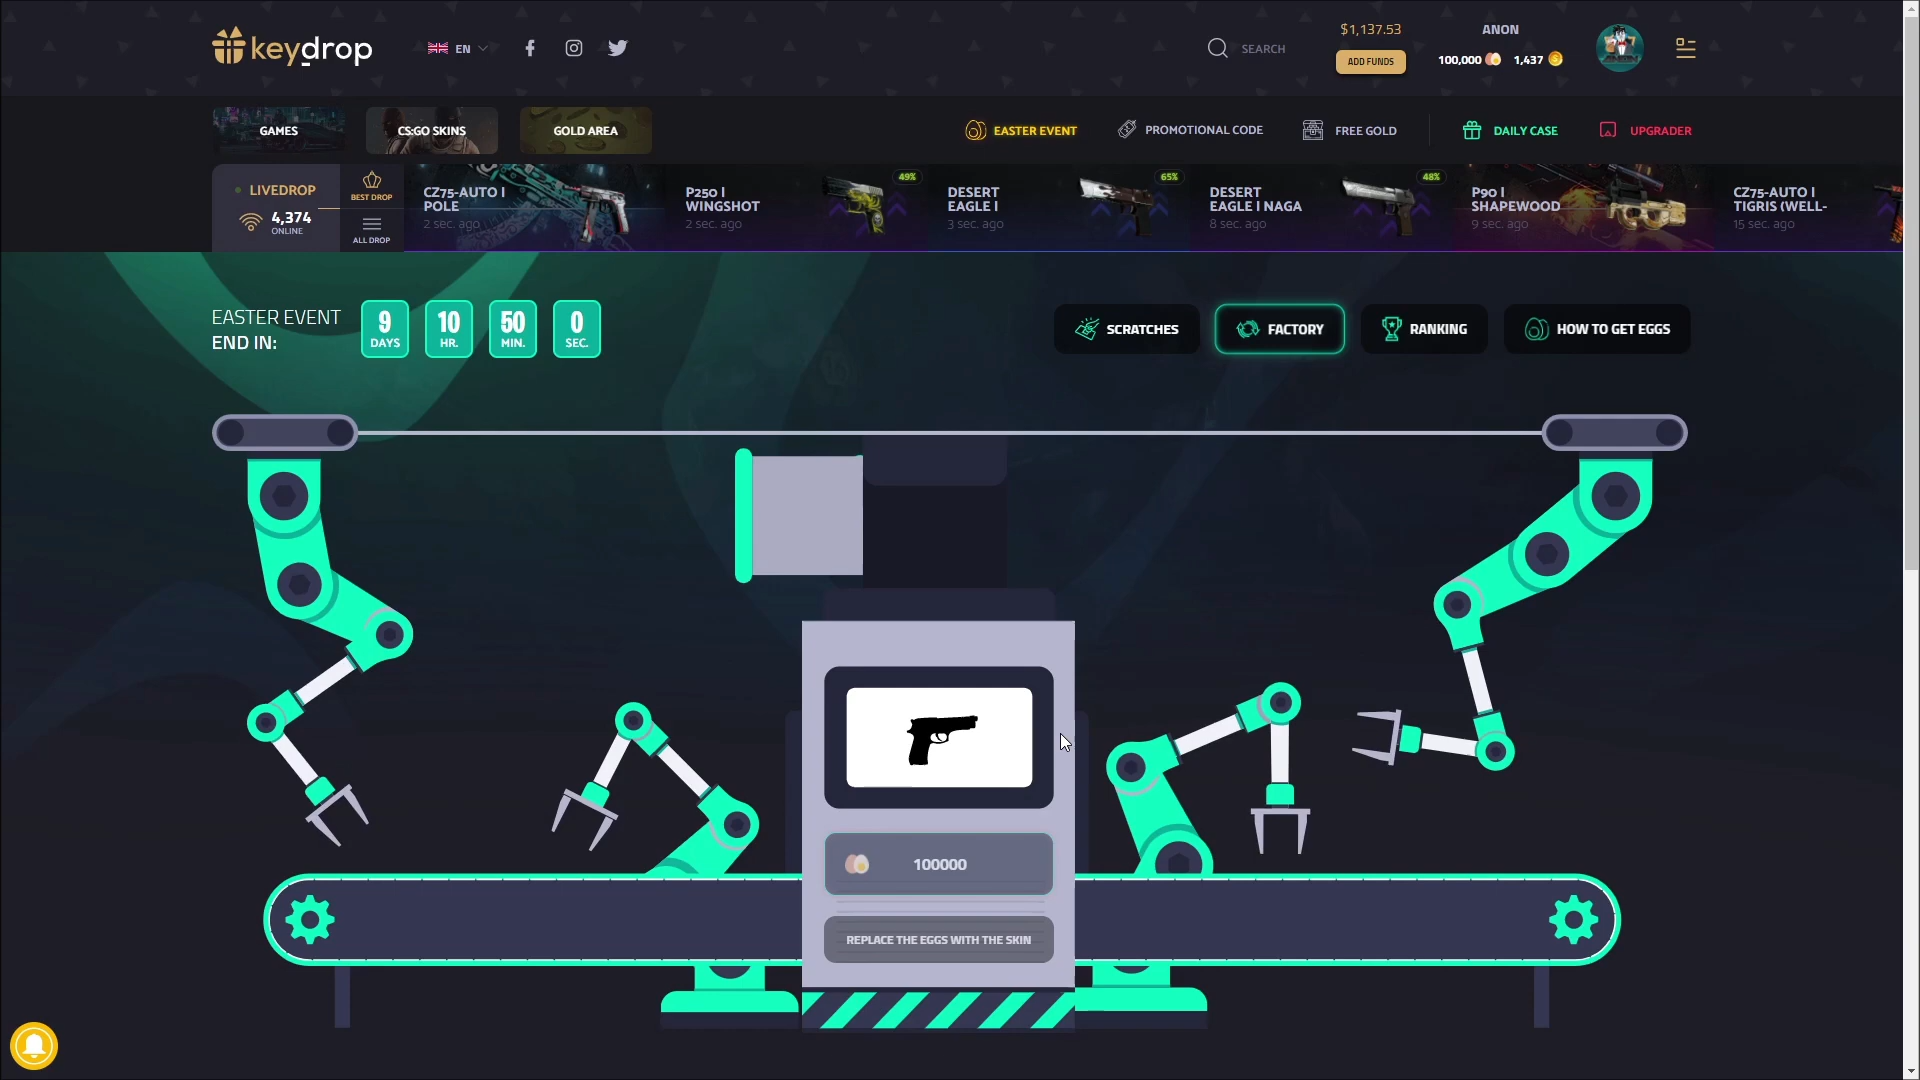 keydrop
EN
SEARCH
$1,137.53
ADD FUNDS
ANON
100,000
1,437
GAMES
CS:GO SKINS
GOLD AREA
EASTER EVENT
PROMOTIONAL CODE
FREE GOLD
DAILY CASE
UPGRADER
LIVEDROP
4,374
ONLINE
BEST DROP
ALL DROP
CZ75-AUTO |
POLE
2 sec. ago
P250 |
WINGSHOT
2 sec. ago
49%
DESERT
EAGLE |
3 sec. ago
65%
DESERT
EAGLE | NAGA
8 sec. ago
48%
P90 |
SHAPEWOOD
9 sec. ago
CZ75-AUTO |
TIGRIS (WELL-
15 sec. ago
EASTER EVENT
END IN:
9
DAYS
10
HR.
50
MIN.
0
SEC.
SCRATCHES
FACTORY
RANKING
HOW TO GET EGGS
100000
REPLACE THE EGGS WITH THE SKIN